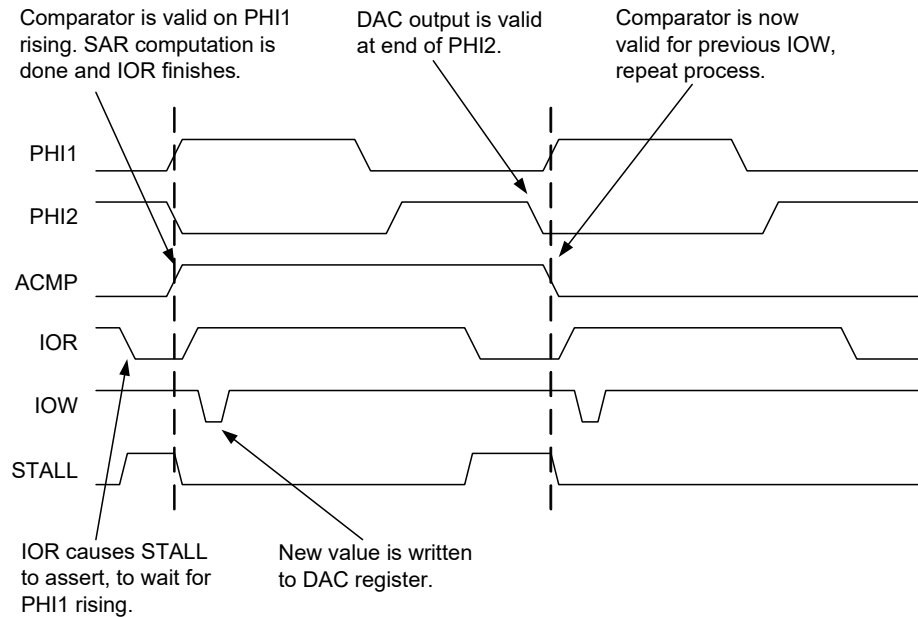 Comparator is valid on PHI1
rising. SAR computation is
done and IOR finishes.
DAC output is valid
at end of PHI2.
Comparator is now
valid for previous IOW,
repeat process.
PHI1
PHI2
ACMP
IOR
IOW
STALL
IOR causes STALL
to assert, to wait for
PHI1 rising.
New value is written
to DAC register.